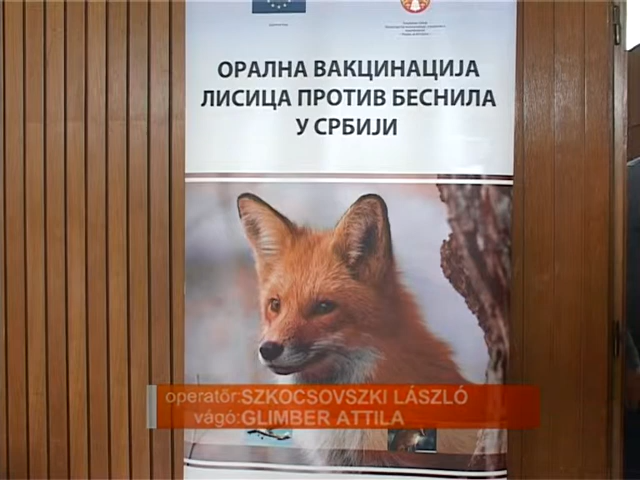 ОРАЛНА ВАКЦИНАЦИЈА
ЛИСИЦА ПРОТИВ БЕСНИЛА
У СРБИЈИ
operatőr:SZKOCSOVSZKI LÁSZLÓ
vágó:GLIMBER ATTILA